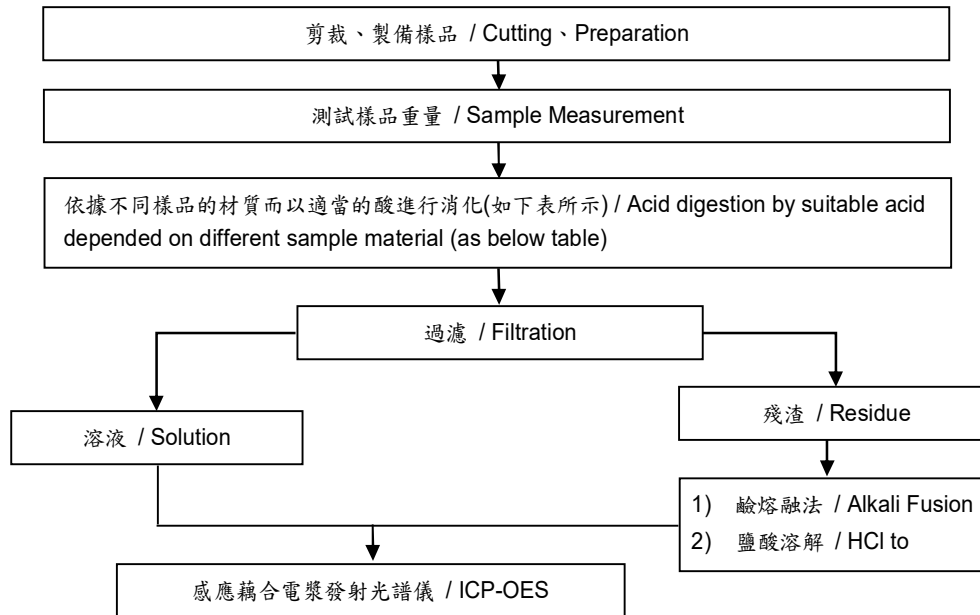 剪裁、製備樣品 / Cutting、Preparation
測試樣品重量 / Sample Measurement
依據不同樣品的材質而以適當的酸進行消化(如下表所示) / Acid digestion by suitable acid
depended on different sample material (as below table)
過濾 / Filtration
溶液 / Solution
殘渣 / Residue
1) 鹼熔融法 / Alkali Fusion
2) 鹽酸溶解 / HCl to
感應藕合電漿發射光譜儀 / ICP-OES